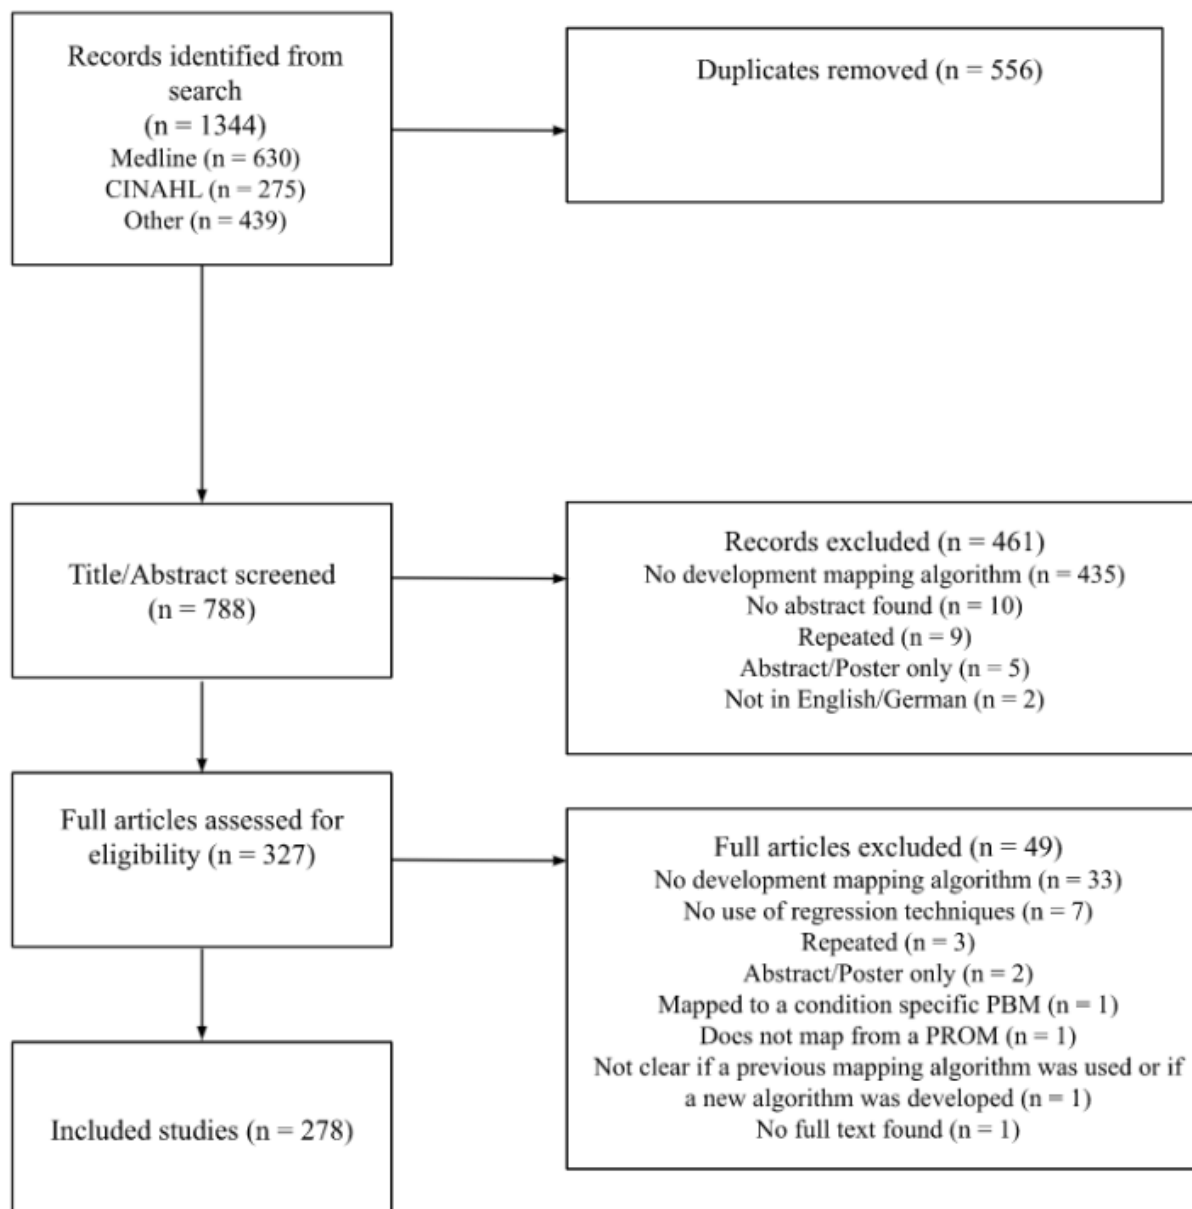 Records identified from
search
(n = 1344)
Medline (n = 630)
CINAHL (n = 275)
Other (n = 439)
Duplicates removed (n = 556)
Title/Abstract screened
(n = 788)
Records excluded (n = 461)
No development mapping algorithm (n = 435)
No abstract found (n = 10)
Repeated (n = 9)
Abstract/Poster only (n = 5)
Not in English/German (n = 2)
Full articles assessed for
eligibility (n = 327)
Full articles excluded (n = 49)
No development mapping algorithm (n = 33)
No use of regression techniques (n = 7)
Repeated (n = 3)
Abstract/Poster only (n = 2)
Mapped to a condition specific PBM (n = 1)
Does not map from a PROM (n = 1)
Not clear if a previous mapping algorithm was used or if
a new algorithm was developed (n = 1)
No full text found (n = 1)
Included studies (n = 278)